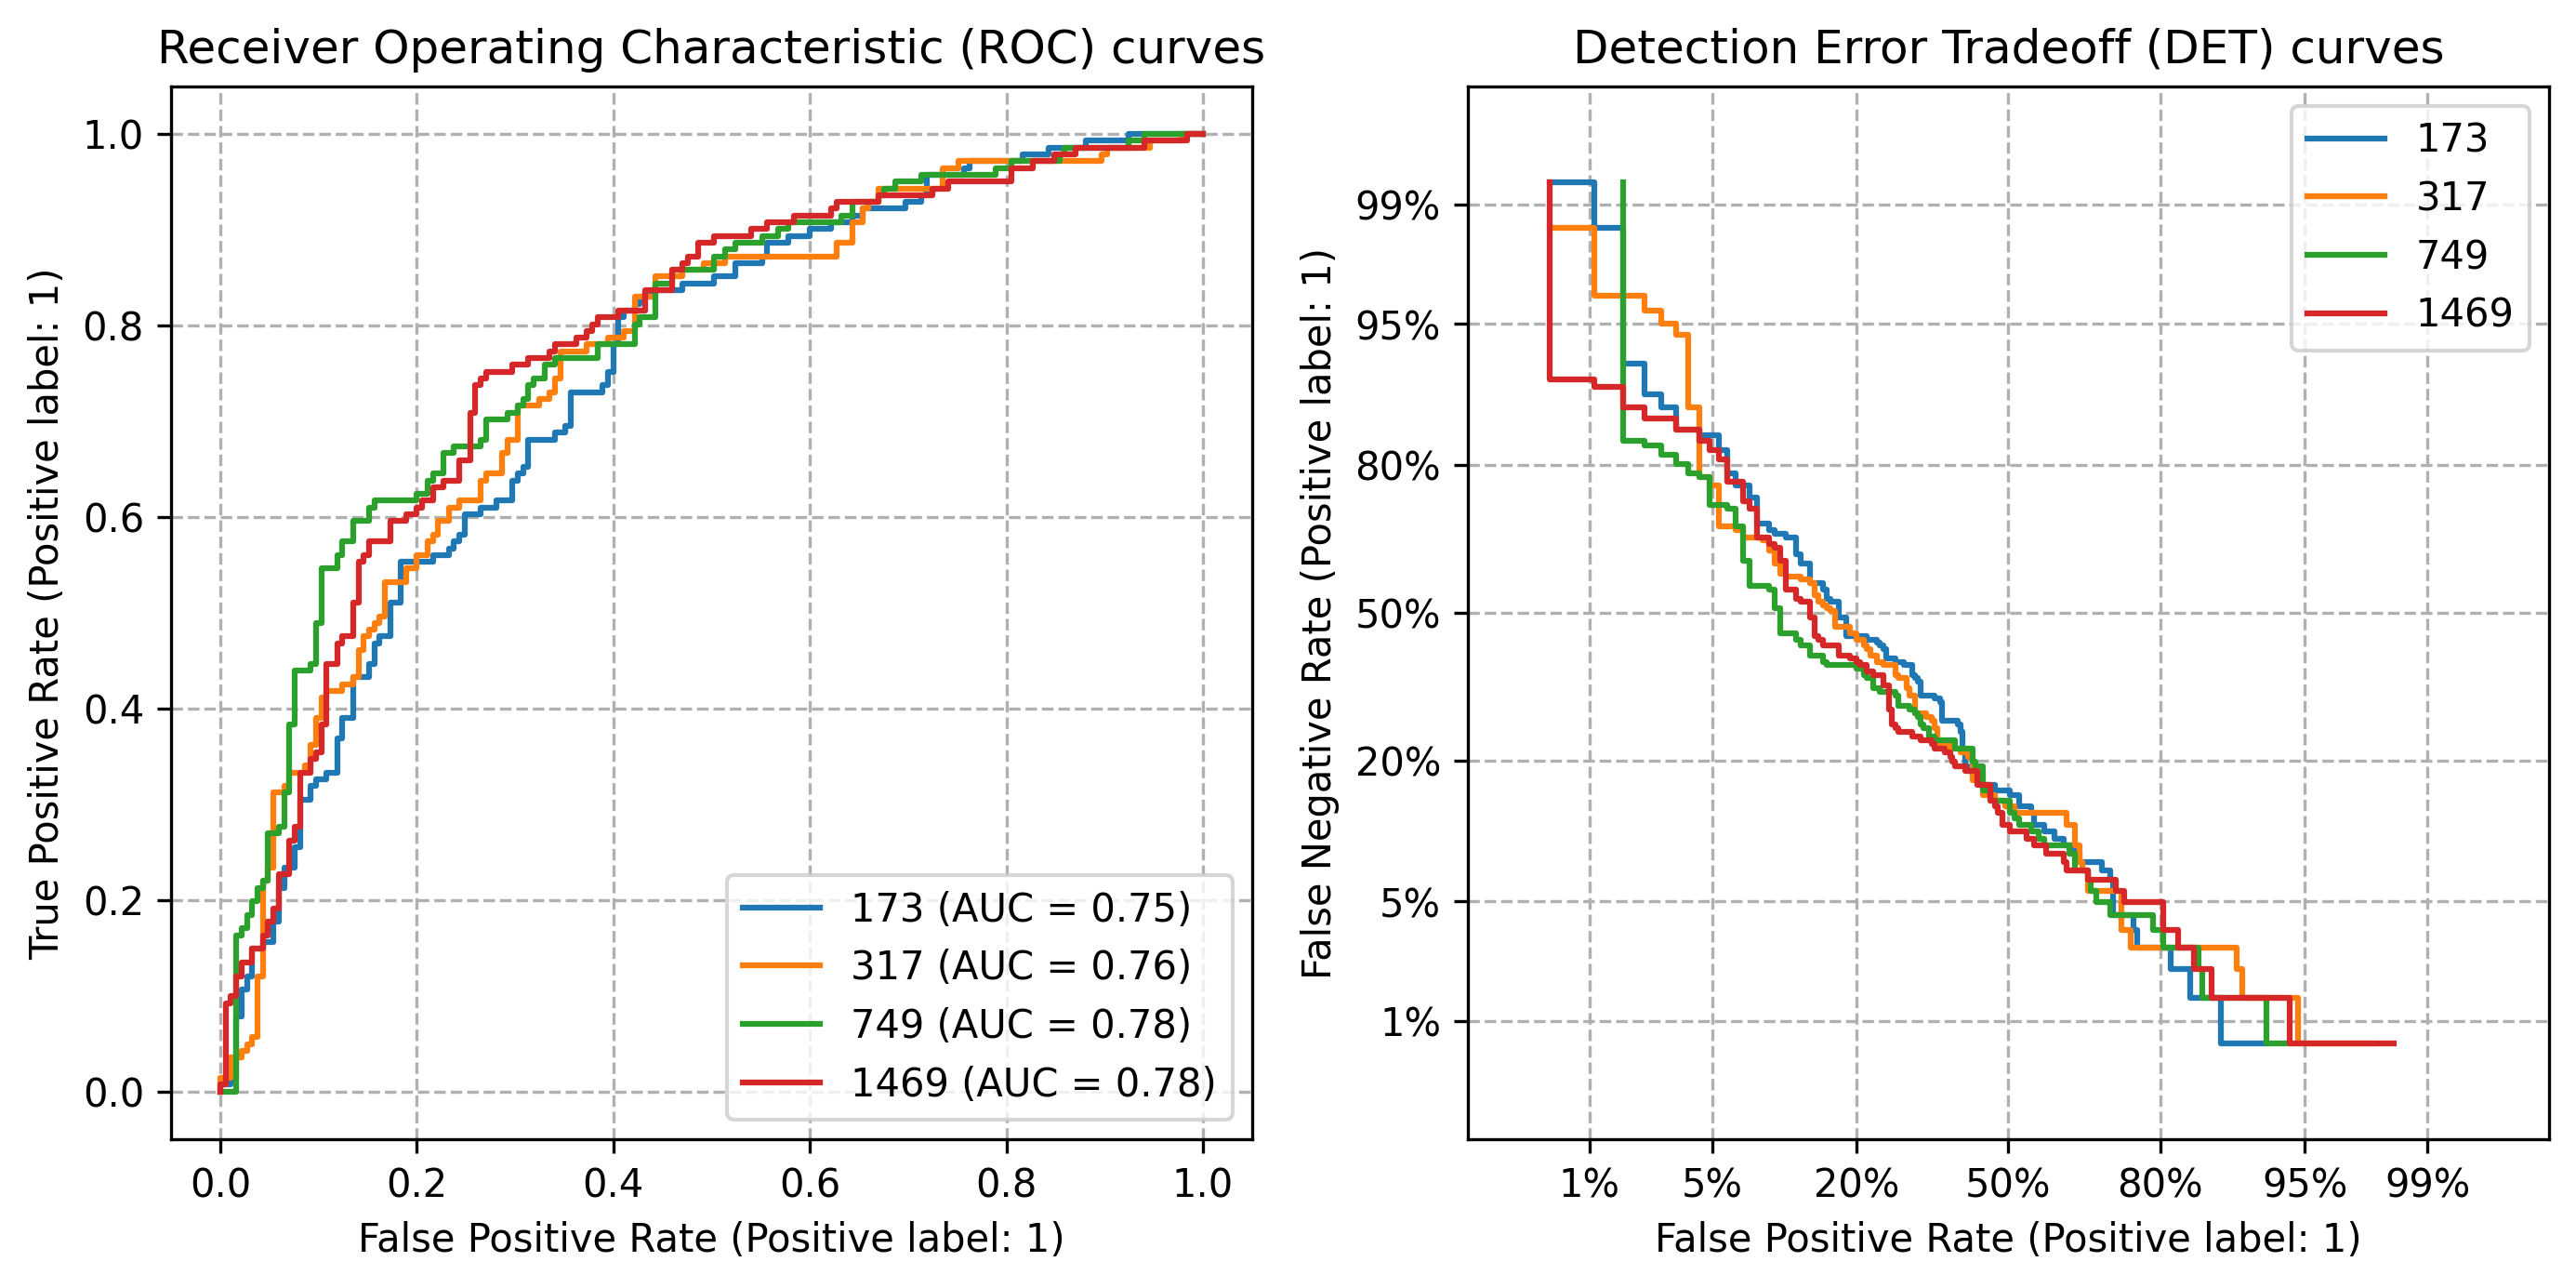 Receiver Operating Characteristic (ROC) curves
True Positive Rate (Positive label: 1)
1.0
0.8
0.6
0.4
0.2
0.0
0.0 0.2 0.4 0.6 0.8 1.0
False Positive Rate (Positive label: 1)
173 (AUC = 0.75)
317 (AUC = 0.76)
749 (AUC = 0.78)
1469 (AUC = 0.78)
Detection Error Tradeoff (DET) curves
False Negative Rate (Positive label: 1)
99%
95%
80%
50%
20%
5%
1%
1% 5% 20% 50% 80% 95% 99%
False Positive Rate (Positive label: 1)
173
317
749
1469